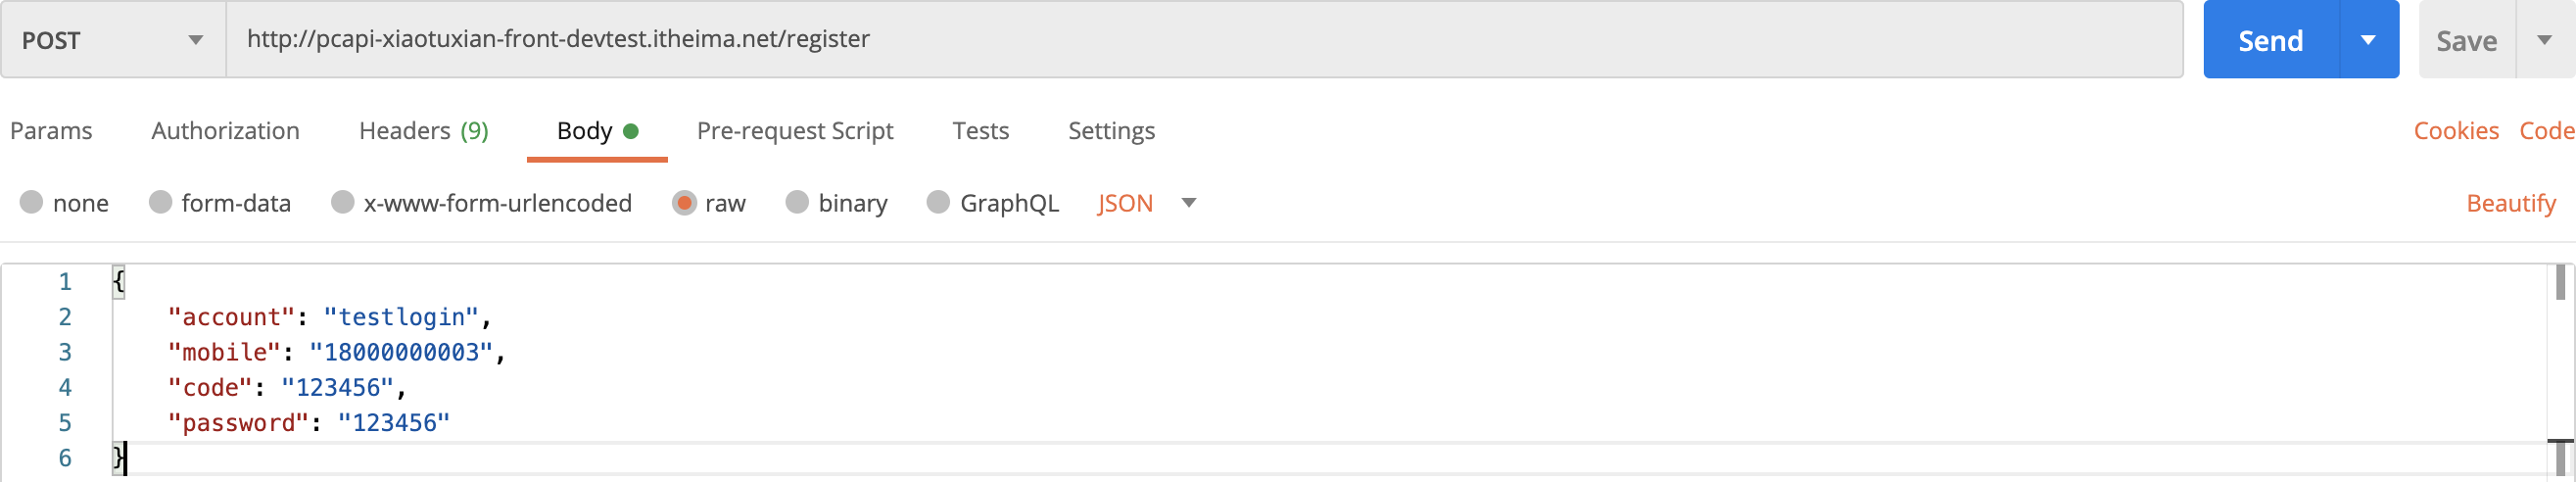 POST http://pcapi-xiaotuxian-front-devtest.itheima.net/register Send Save
Params Authorization Headers (9) Body Pre-request Script Tests Settings Cookies Code
none form-data x-www-form-urlencoded raw binary GraphQL JSON Beautify
1 {
2 "account": "testlogin",
3 "mobile": "18000000003",
4 "code": "123456",
5 "password": "123456"
6 }